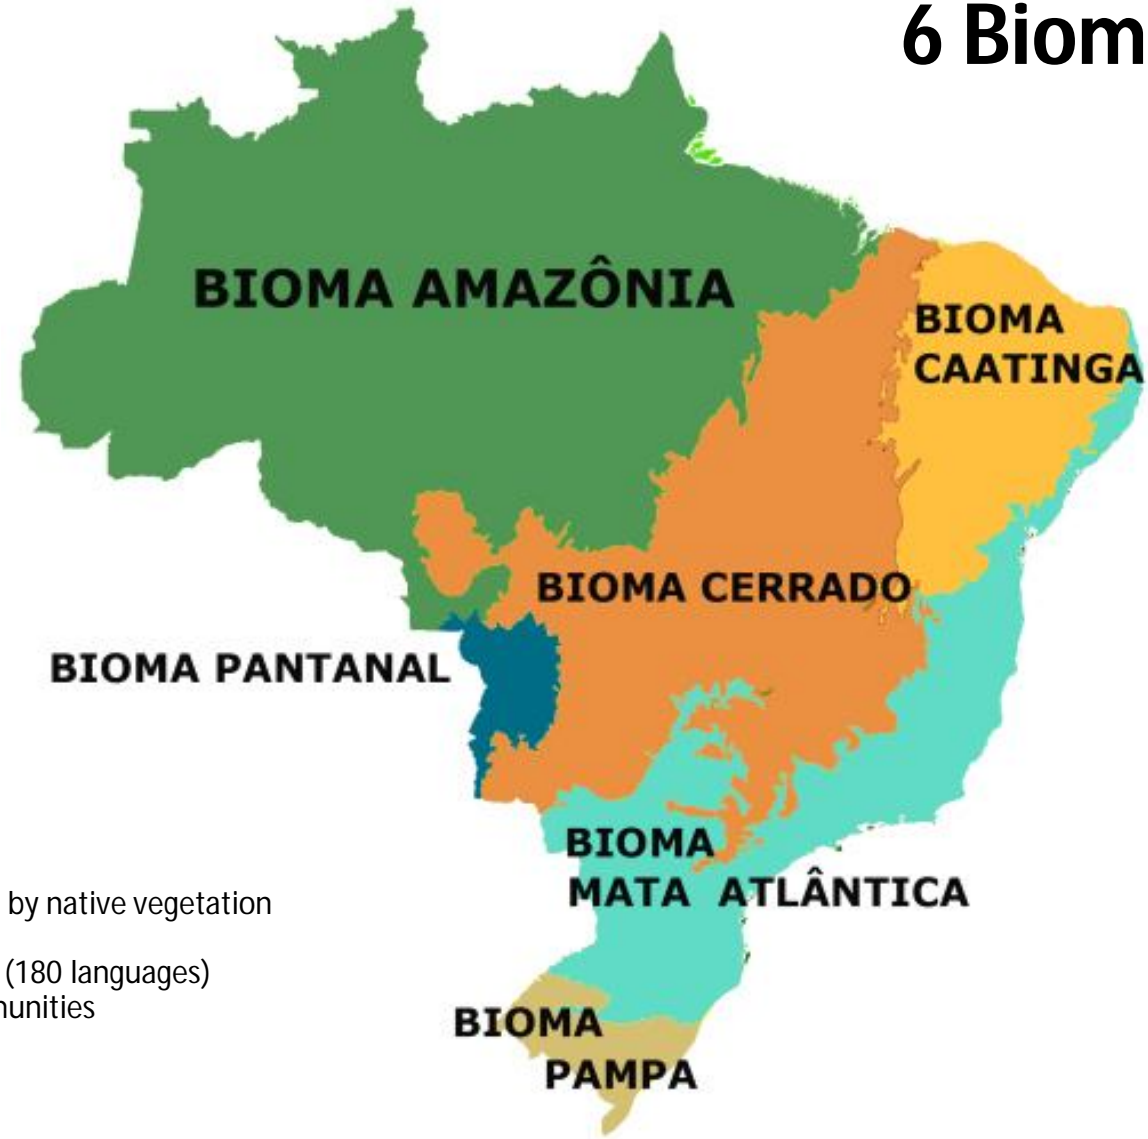 6 Biom
BIOMA AMAZÔNIA
BIOMA
CAATINGA
BIOMA CERRADO
BIOMA PANTANAL
BIOMA
MATA ATLÂNTICA
by native vegetation
(180 languages)
nunities
BIOMA
PAMPA